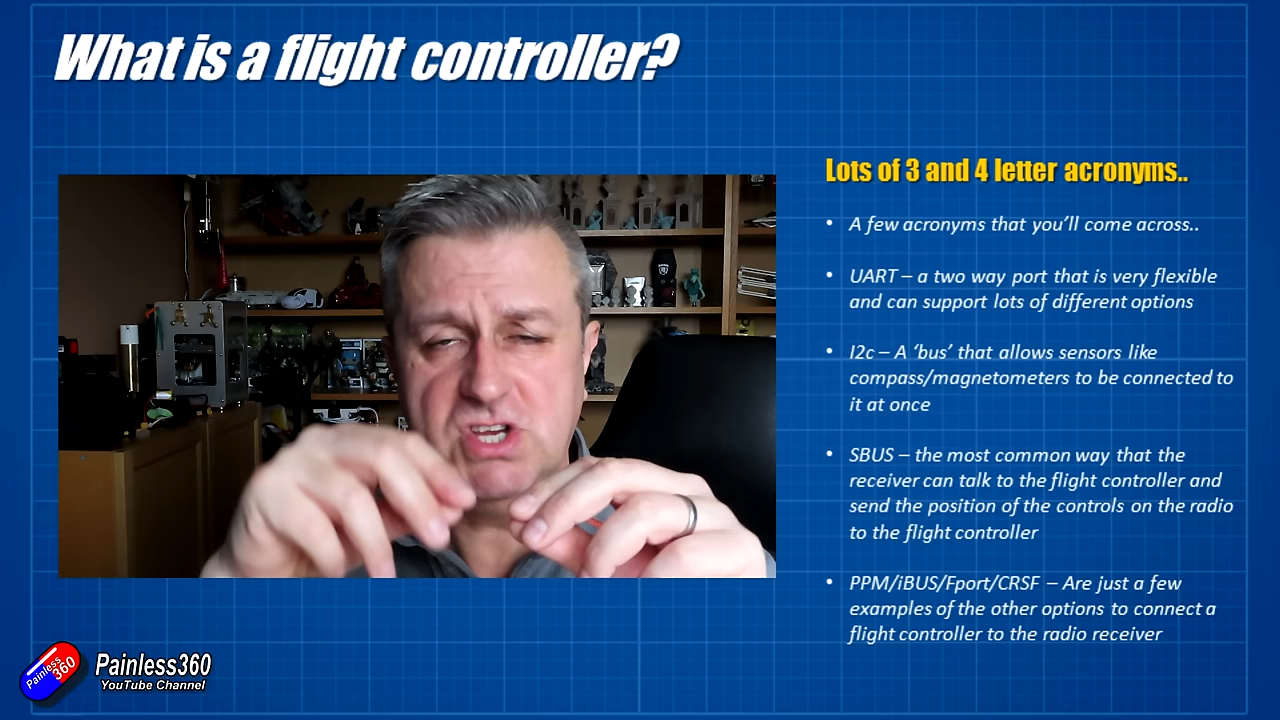 What is a flight controller?
Lots of 3 and 4 letter acronyms..
• A few acronyms that you'll come across..
• UART – a two way port that is very flexible
and can support lots of different options
• I2c – A 'bus' that allows sensors like
compass/magnetometers to be connected to
it at once
• SBUS – the most common way that the
receiver can talk to the flight controller and
send the position of the controls on the radio
to the flight controller
• PPM/iBUS/Fport/CRSF – Are just a few
examples of the other options to connect a
flight controller to the radio receiver
Painless
360
Painless360
YouTube Channel